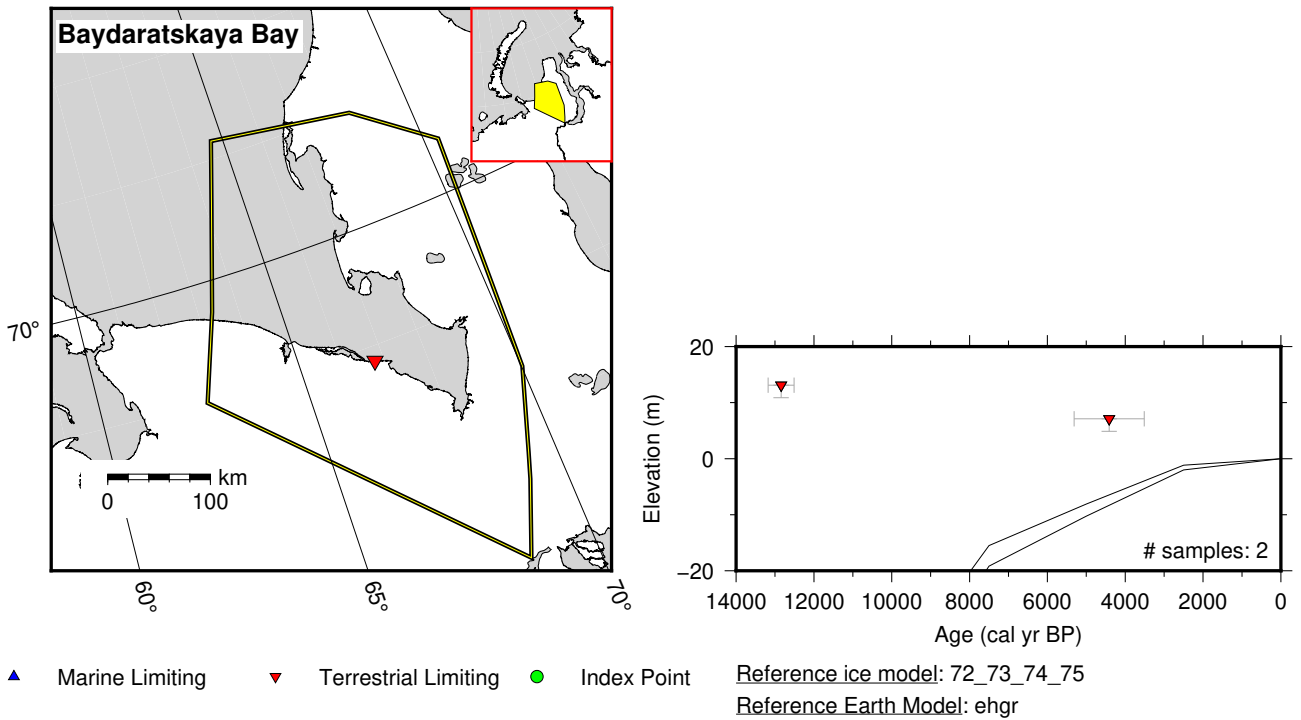 Baydaratskaya Bay
70°
km
0 100
60°
65°
70°
Elevation (m)
20
0
−20
# samples: 2
14000 12000 10000 8000 6000 4000 2000 0
Age (cal yr BP)
Marine Limiting
Terrestrial Limiting
Index Point
Reference ice model: 72_73_74_75
Reference Earth Model: ehgr